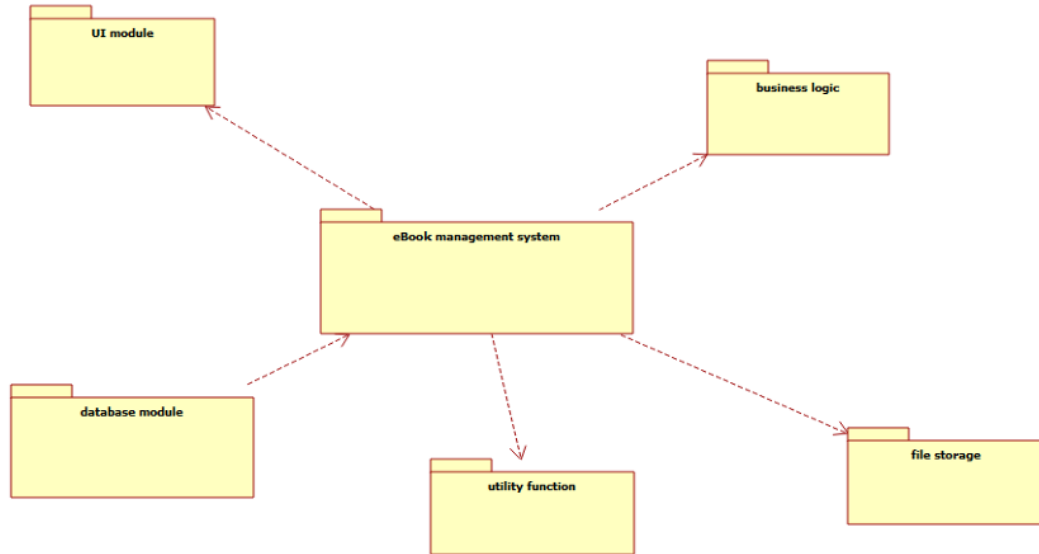 UI module
business logic
eBook management system
database module
utility function
file storage